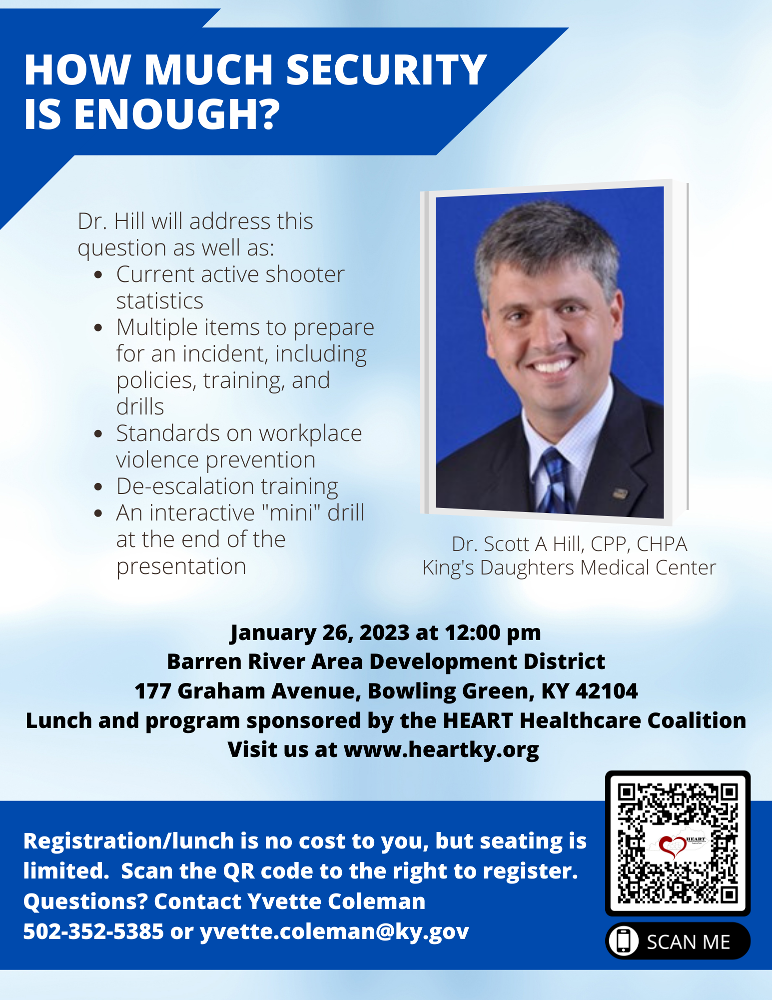 HOW MUCH SECURITY
IS ENOUGH?
Dr. Hill will address this
question as well as:
• Current active shooter
statistics
• Multiple items to prepare
for an incident, including
policies, training, and
drills
• Standards on workplace
violence prevention
• De-escalation training
• An interactive "mini" drill
at the end of the
presentation
Dr. Scott A Hill, CPP, CHPA
King's Daughters Medical Center
January 26, 2023 at 12:00 pm
Barren River Area Development District
177 Graham Avenue, Bowling Green, KY 42104
Lunch and program sponsored by the HEART Healthcare Coalition
Visit us at www.heartky.org
Registration/lunch is no cost to you, but seating is
limited.  Scan the QR code to the right to register.
Questions? Contact Yvette Coleman
502-352-5385 or yvette.coleman@ky.gov
HEART
SCAN ME